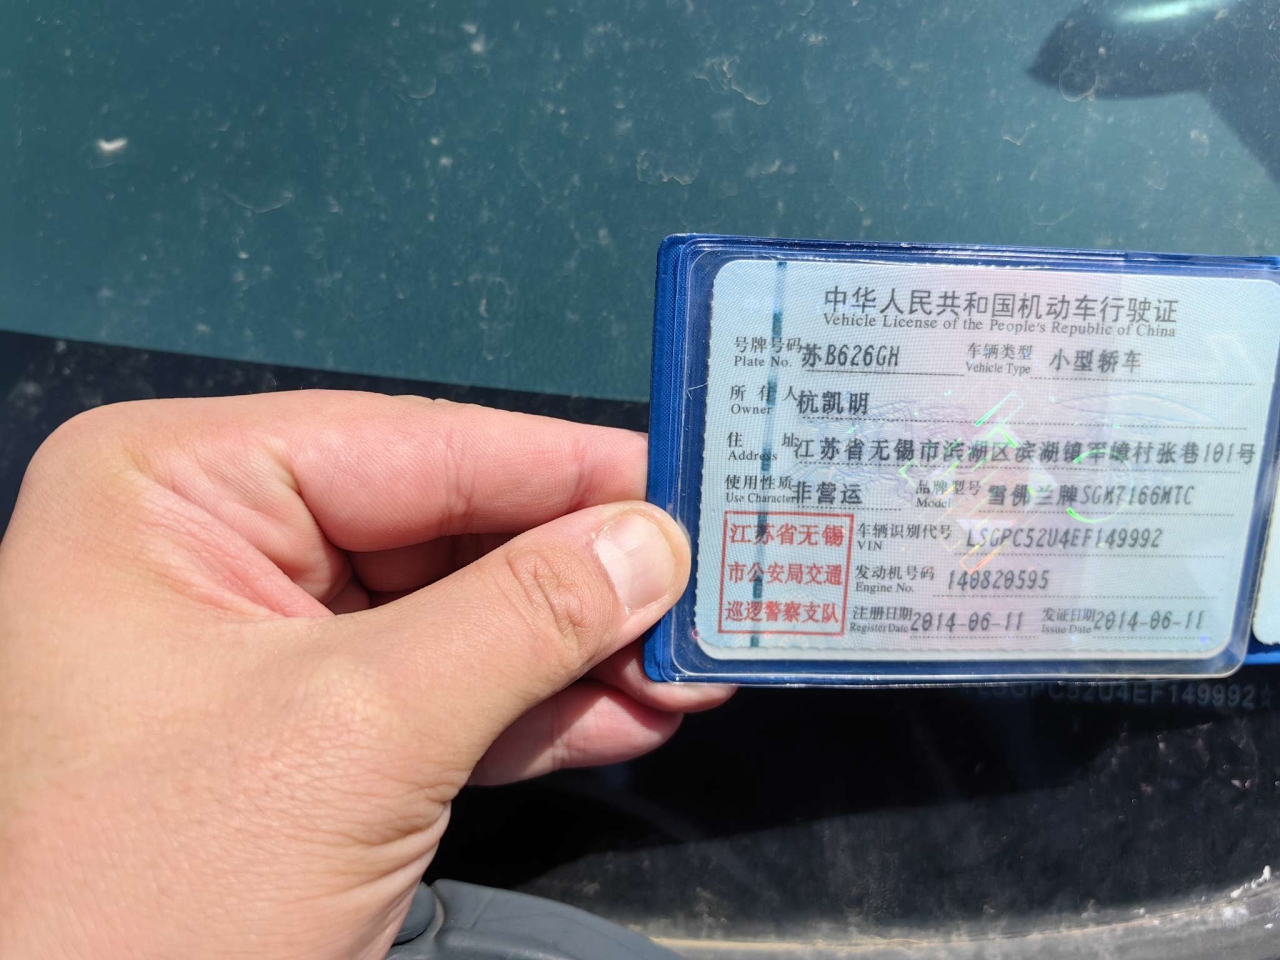 中华人民共和国机动车行驶证
Vehicle License of the People's Republic of China
号牌号码 苏B626GH 车辆类型 小型轿车
Plate No. Vehicle Type
所有人 杭凯明
Owner
住址 江苏省无锡市滨湖区滨湖镇军嶂村张巷101号
Address
使用性质 非营运 品牌型号 雪佛兰牌SGM7166MTC
Use Character Model
江苏省无锡
市公安局交通
巡逻警察支队
车辆识别代号 LSGPC52U4EF149992
VIN
发动机号码 140820595
Engine No.
注册日期 2014-06-11 发证日期 2014-06-11
Register Date Issue Date
SGPC52U4EF149992☆